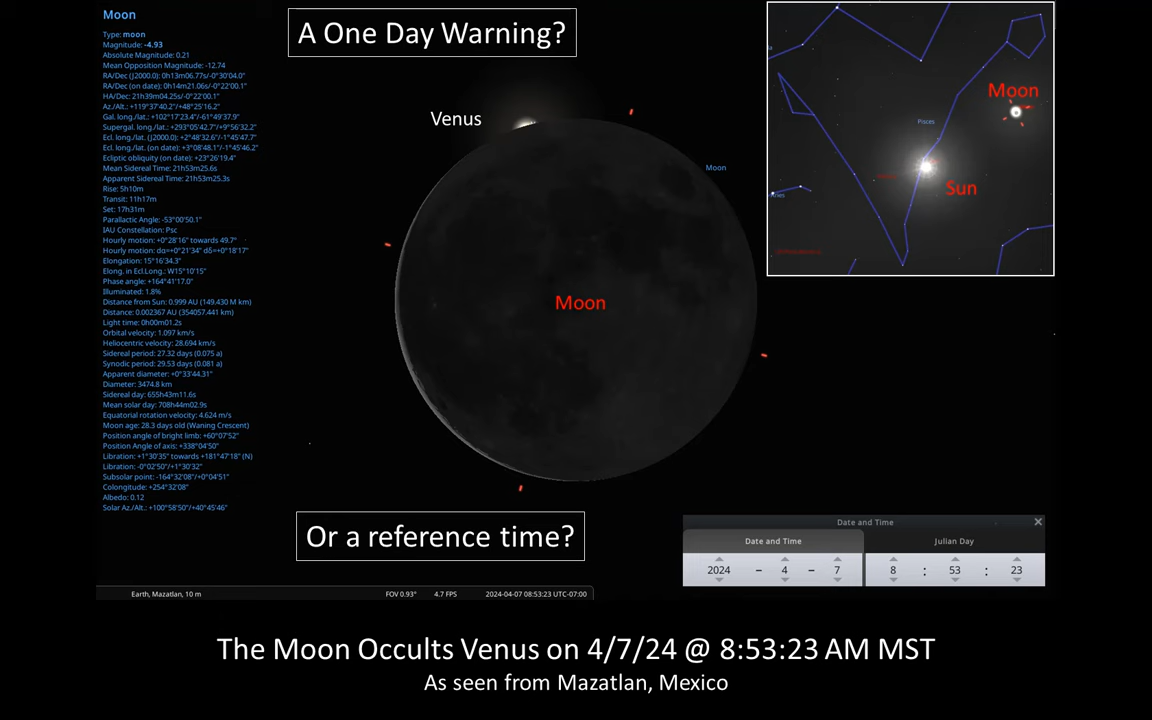 Moon
Type: moon
Magnitude: -4.93
Absolute Magnitude: 0.21
Mean Opposition Magnitude: -12.74
RA/Dec (J2000.0): 0h13m06.77s/-0°30'04.0"
RA/Dec (on date): 0h14m21.06s/-0°22'00.1"
HA/Dec: 21h39m04.25s/-0°22'00.1"
Az./Alt.: +119°37'40.2"/+48°25'16.2"
Gal. long./lat.: +102°17'23.4"/-61°49'37.9"
Supergal. long./lat.: +293°05'42.7"/+9°56'32.2"
Ecl. long./lat. (J2000.0): +2°48'32.6"/-1°45'47.7"
Ecl. long./lat. (on date): +3°08'48.1"/-1°45'46.2"
Ecliptic obliquity (on date): +23°26'19.4"
Mean Sidereal Time: 21h53m25.6s
Apparent Sidereal Time: 21h53m25.3s
Rise: 5h10m
Transit: 11h17m
Set: 17h31m
Parallactic Angle: -53°00'50.1"
IAU Constellation: Psc
Hourly motion: +0°28'16" towards 49.7°
Hourly motion: dα=+0°21'34" dδ=+0°18'17"
Elongation: 15°16'34.3"
Elong. in Ecl.Long.: W15°10'15"
Phase angle: +164°41'17.0"
Illuminated: 1.8%
Distance from Sun: 0.999 AU (149.430 M km)
Distance: 0.002367 AU (354057.441 km)
Light time: 0h00m01.2s
Orbital velocity: 1.097 km/s
Heliocentric velocity: 28.694 km/s
Sidereal period: 27.32 days (0.075 a)
Synodic period: 29.53 days (0.081 a)
Apparent diameter: +0°33'44.31"
Diameter: 3474.8 km
Sidereal day: 655h43m11.6s
Mean solar day: 708h44m02.9s
Equatorial rotation velocity: 4.624 m/s
Moon age: 28.3 days old (Waning Crescent)
Position angle of bright limb: +60°07'52"
Position Angle of axis: +338°04'50"
Libration: +1°30'35" towards +181°47'18" (N)
Libration: -0°02'50"/+1°30'32"
Subsolar point: -164°32'08"/+0°04'51"
Colongitude: +254°32'08"
Albedo: 0.12
Solar Az./Alt.: +100°58'50"/+40°45'46"
A One Day Warning?
Venus
Moon
Moon
Moon
Pisces
Sun
Or a reference time?
Date and Time
Date and Time
Julian Day
2024 – 4 – 7 8 : 53 : 23
Earth, Mazatlan, 10 m FOV 0.93° 4.7 FPS 2024-04-07 08:53:23 UTC-07:00
The Moon Occults Venus on 4/7/24 @ 8:53:23 AM MST
As seen from Mazatlan, Mexico